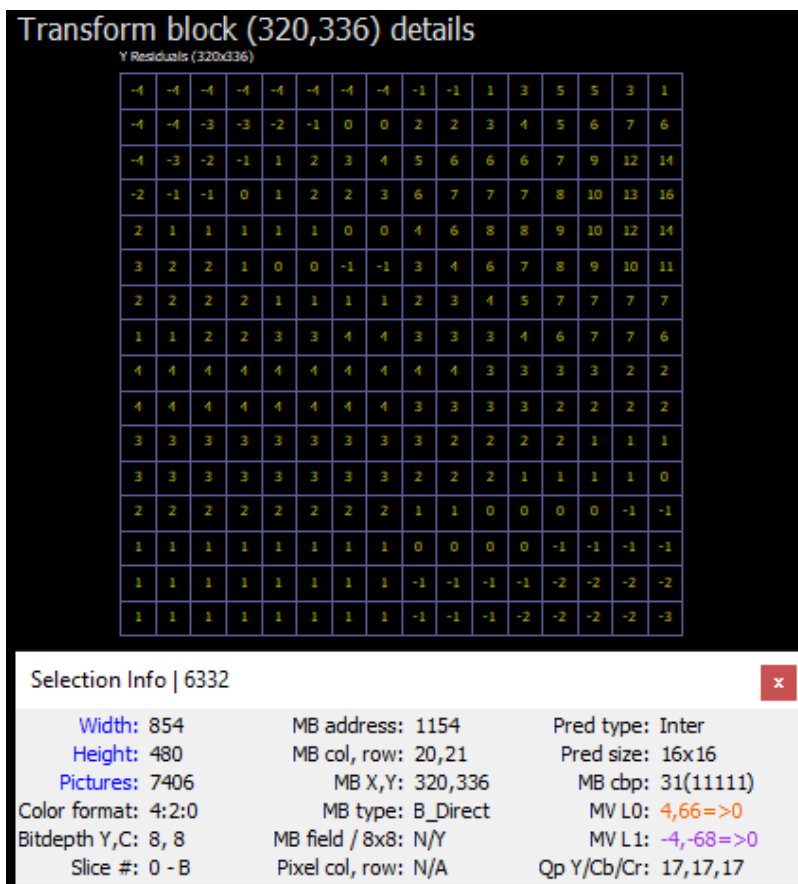 Transform block (320,336) details
Y Residuals (320x336)
-4 -4 -4 -4 -4 -4 -4 -4 -1 -1 1 3 5 5 3 1
-4 -4 -3 -3 -2 -1 0 0 2 2 3 4 5 6 7 6
-4 -3 -2 -1 1 2 3 4 5 6 6 6 7 9 12 14
-2 -1 -1 0 1 2 2 3 6 7 7 7 8 10 13 16
2 1 1 1 1 1 0 0 4 6 8 8 9 10 12 14
3 2 2 1 0 0 -1 -1 3 4 6 7 8 9 10 11
2 2 2 2 1 1 1 1 2 3 4 5 7 7 7 7
1 1 2 2 3 3 4 4 3 3 3 4 6 7 7 6
4 4 4 4 4 4 4 4 4 4 3 3 3 3 2 2
4 4 4 4 4 4 4 4 3 3 3 3 2 2 2 2
3 3 3 3 3 3 3 3 3 2 2 2 2 1 1 1
3 3 3 3 3 3 3 3 2 2 2 1 1 1 1 0
2 2 2 2 2 2 2 2 1 1 0 0 0 0 -1 -1
1 1 1 1 1 1 1 1 0 0 0 0 -1 -1 -1 -1
1 1 1 1 1 1 1 1 -1 -1 -1 -1 -2 -2 -2 -2
1 1 1 1 1 1 1 1 -1 -1 -1 -2 -2 -2 -2 -3
Selection Info | 6332 x
Width: 854 MB address: 1154 Pred type: Inter
Height: 480 MB col, row: 20,21 Pred size: 16x16
Pictures: 7406 MB X,Y: 320,336 MB cbp: 31(11111)
Color format: 4:2:0 MB type: B_Direct MV L0: 4,66=>0
Bitdepth Y,C: 8, 8 MB field / 8x8: N/Y MV L1: -4,-68=>0
Slice #: 0 - B Pixel col, row: N/A Qp Y/Cb/Cr: 17,17,17